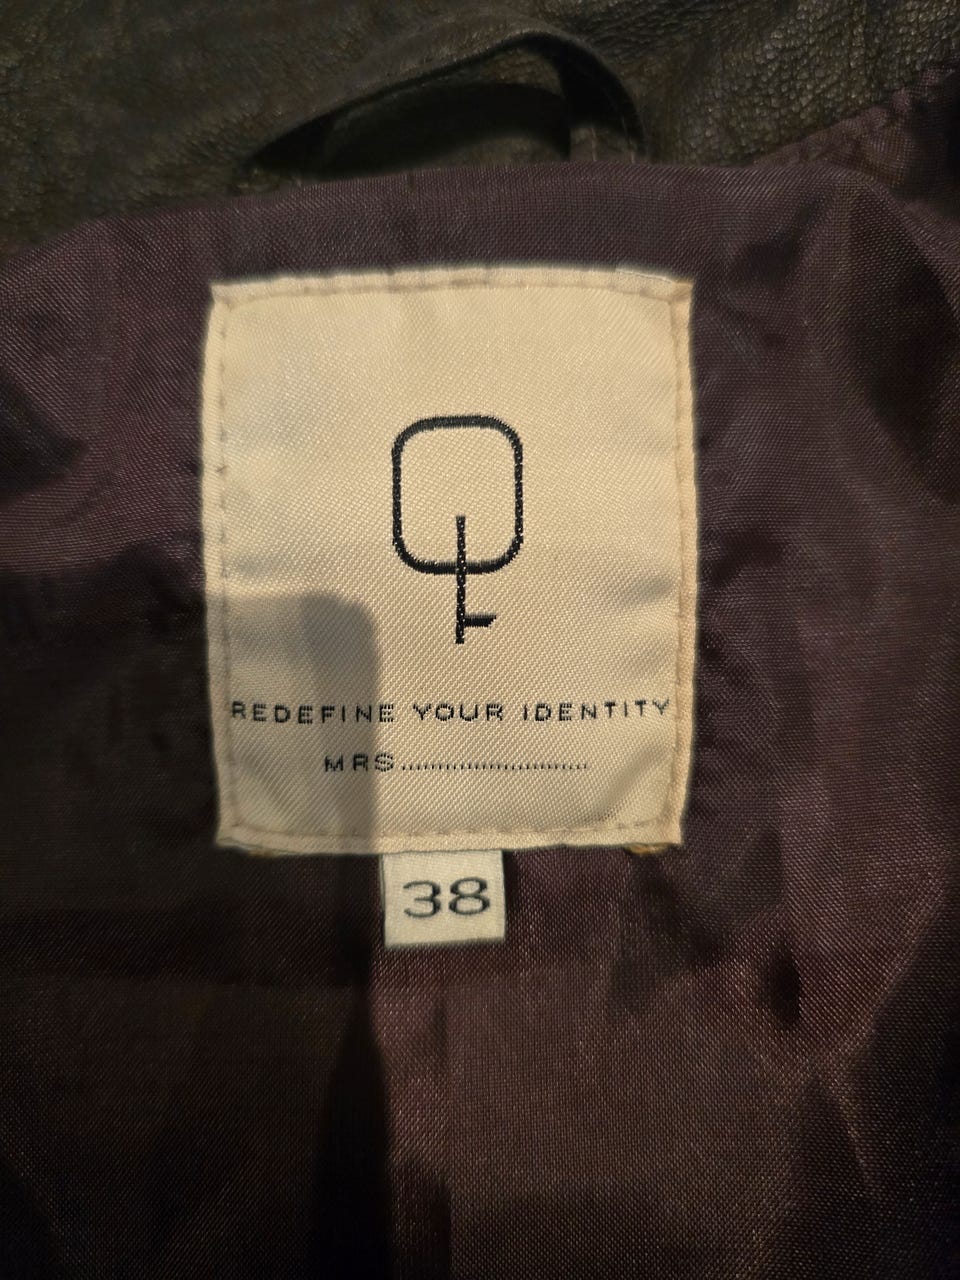 REDEFINE YOUR IDENTITY
MRS.........................
38